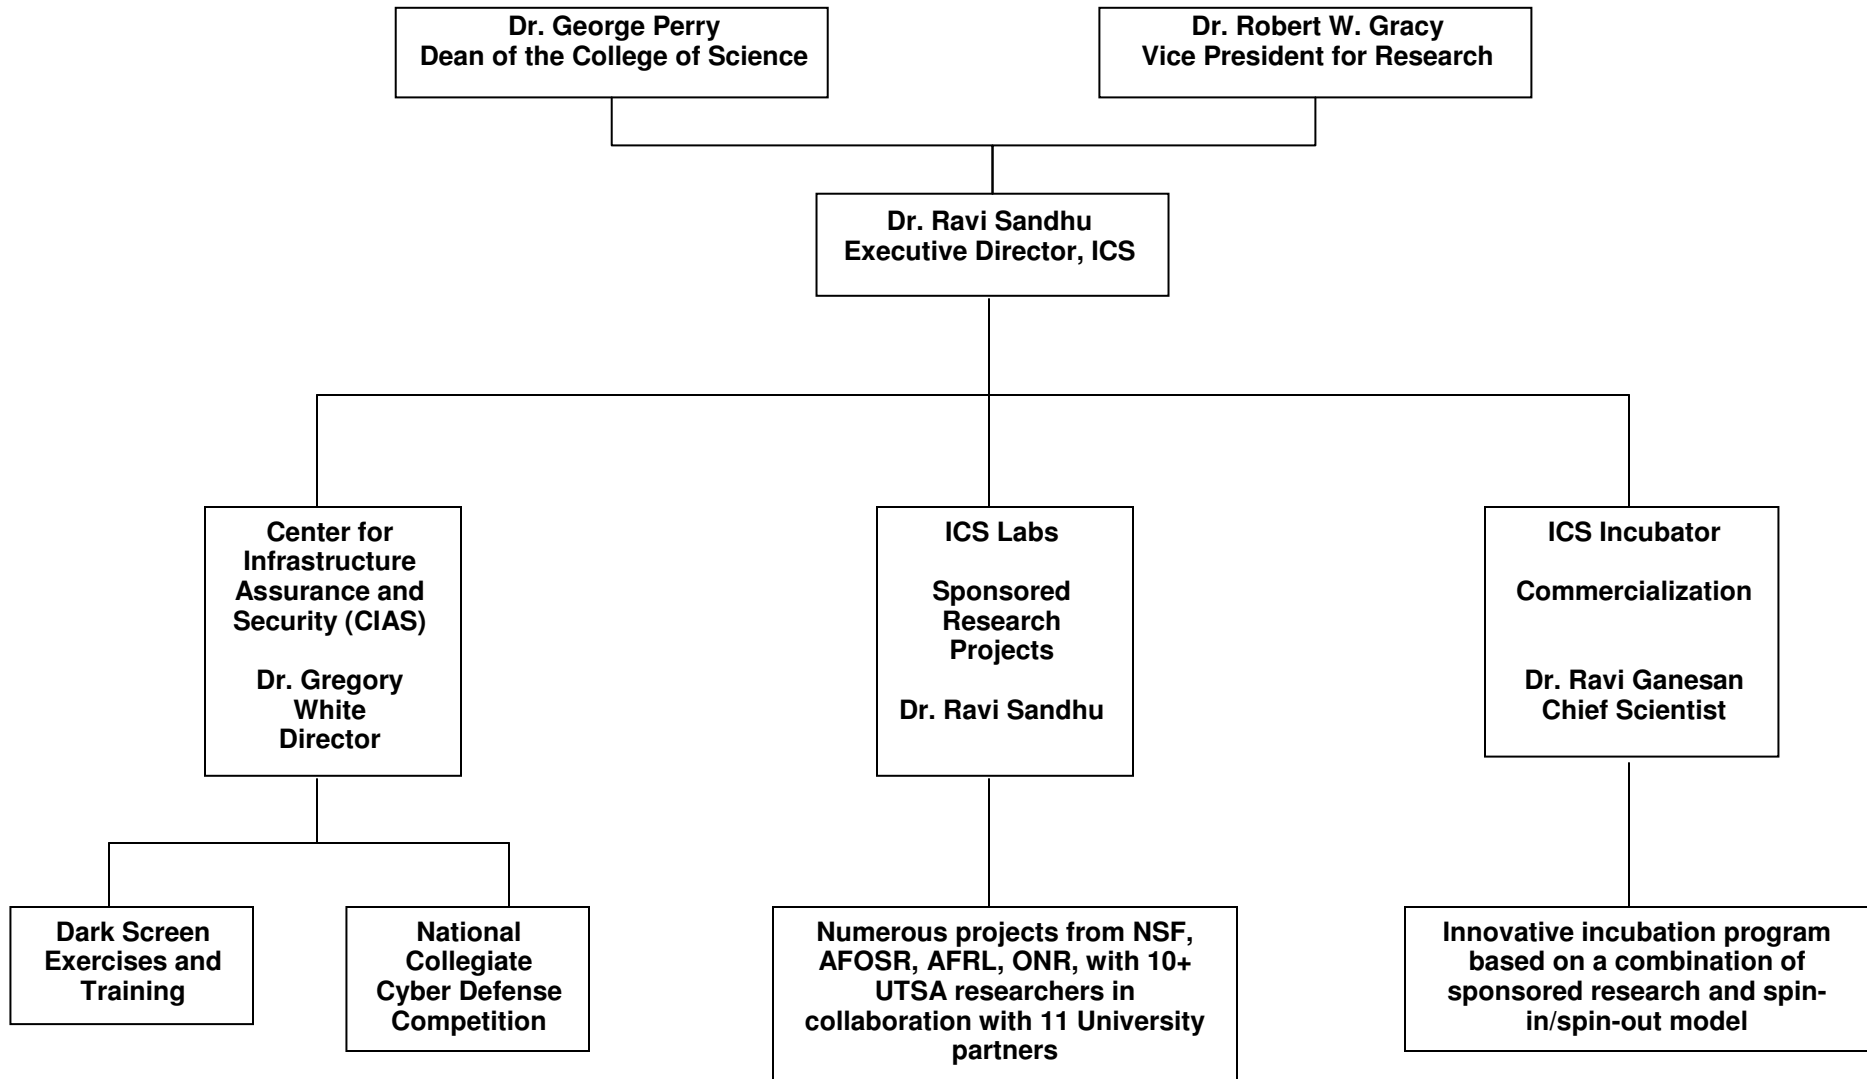 Dr. George Perry
Dean of the College of Science
Dr. Robert W. Gracy
Vice President for Research
Dr. Ravi Sandhu
Executive Director, ICS
Center for
Infrastructure
Assurance and
Security (CIAS)
Dr. Gregory
White
Director
ICS Labs
Sponsored
Research
Projects
Dr. Ravi Sandhu
ICS Incubator
Commercialization
Dr. Ravi Ganesan
Chief Scientist
Dark Screen
Exercises and
Training
National
Collegiate
Cyber Defense
Competition
Numerous projects from NSF,
AFOSR, AFRL, ONR, with 10+
UTSA researchers in
collaboration with 11 University
partners
Innovative incubation program
based on a combination of
sponsored research and spin-
in/spin-out model